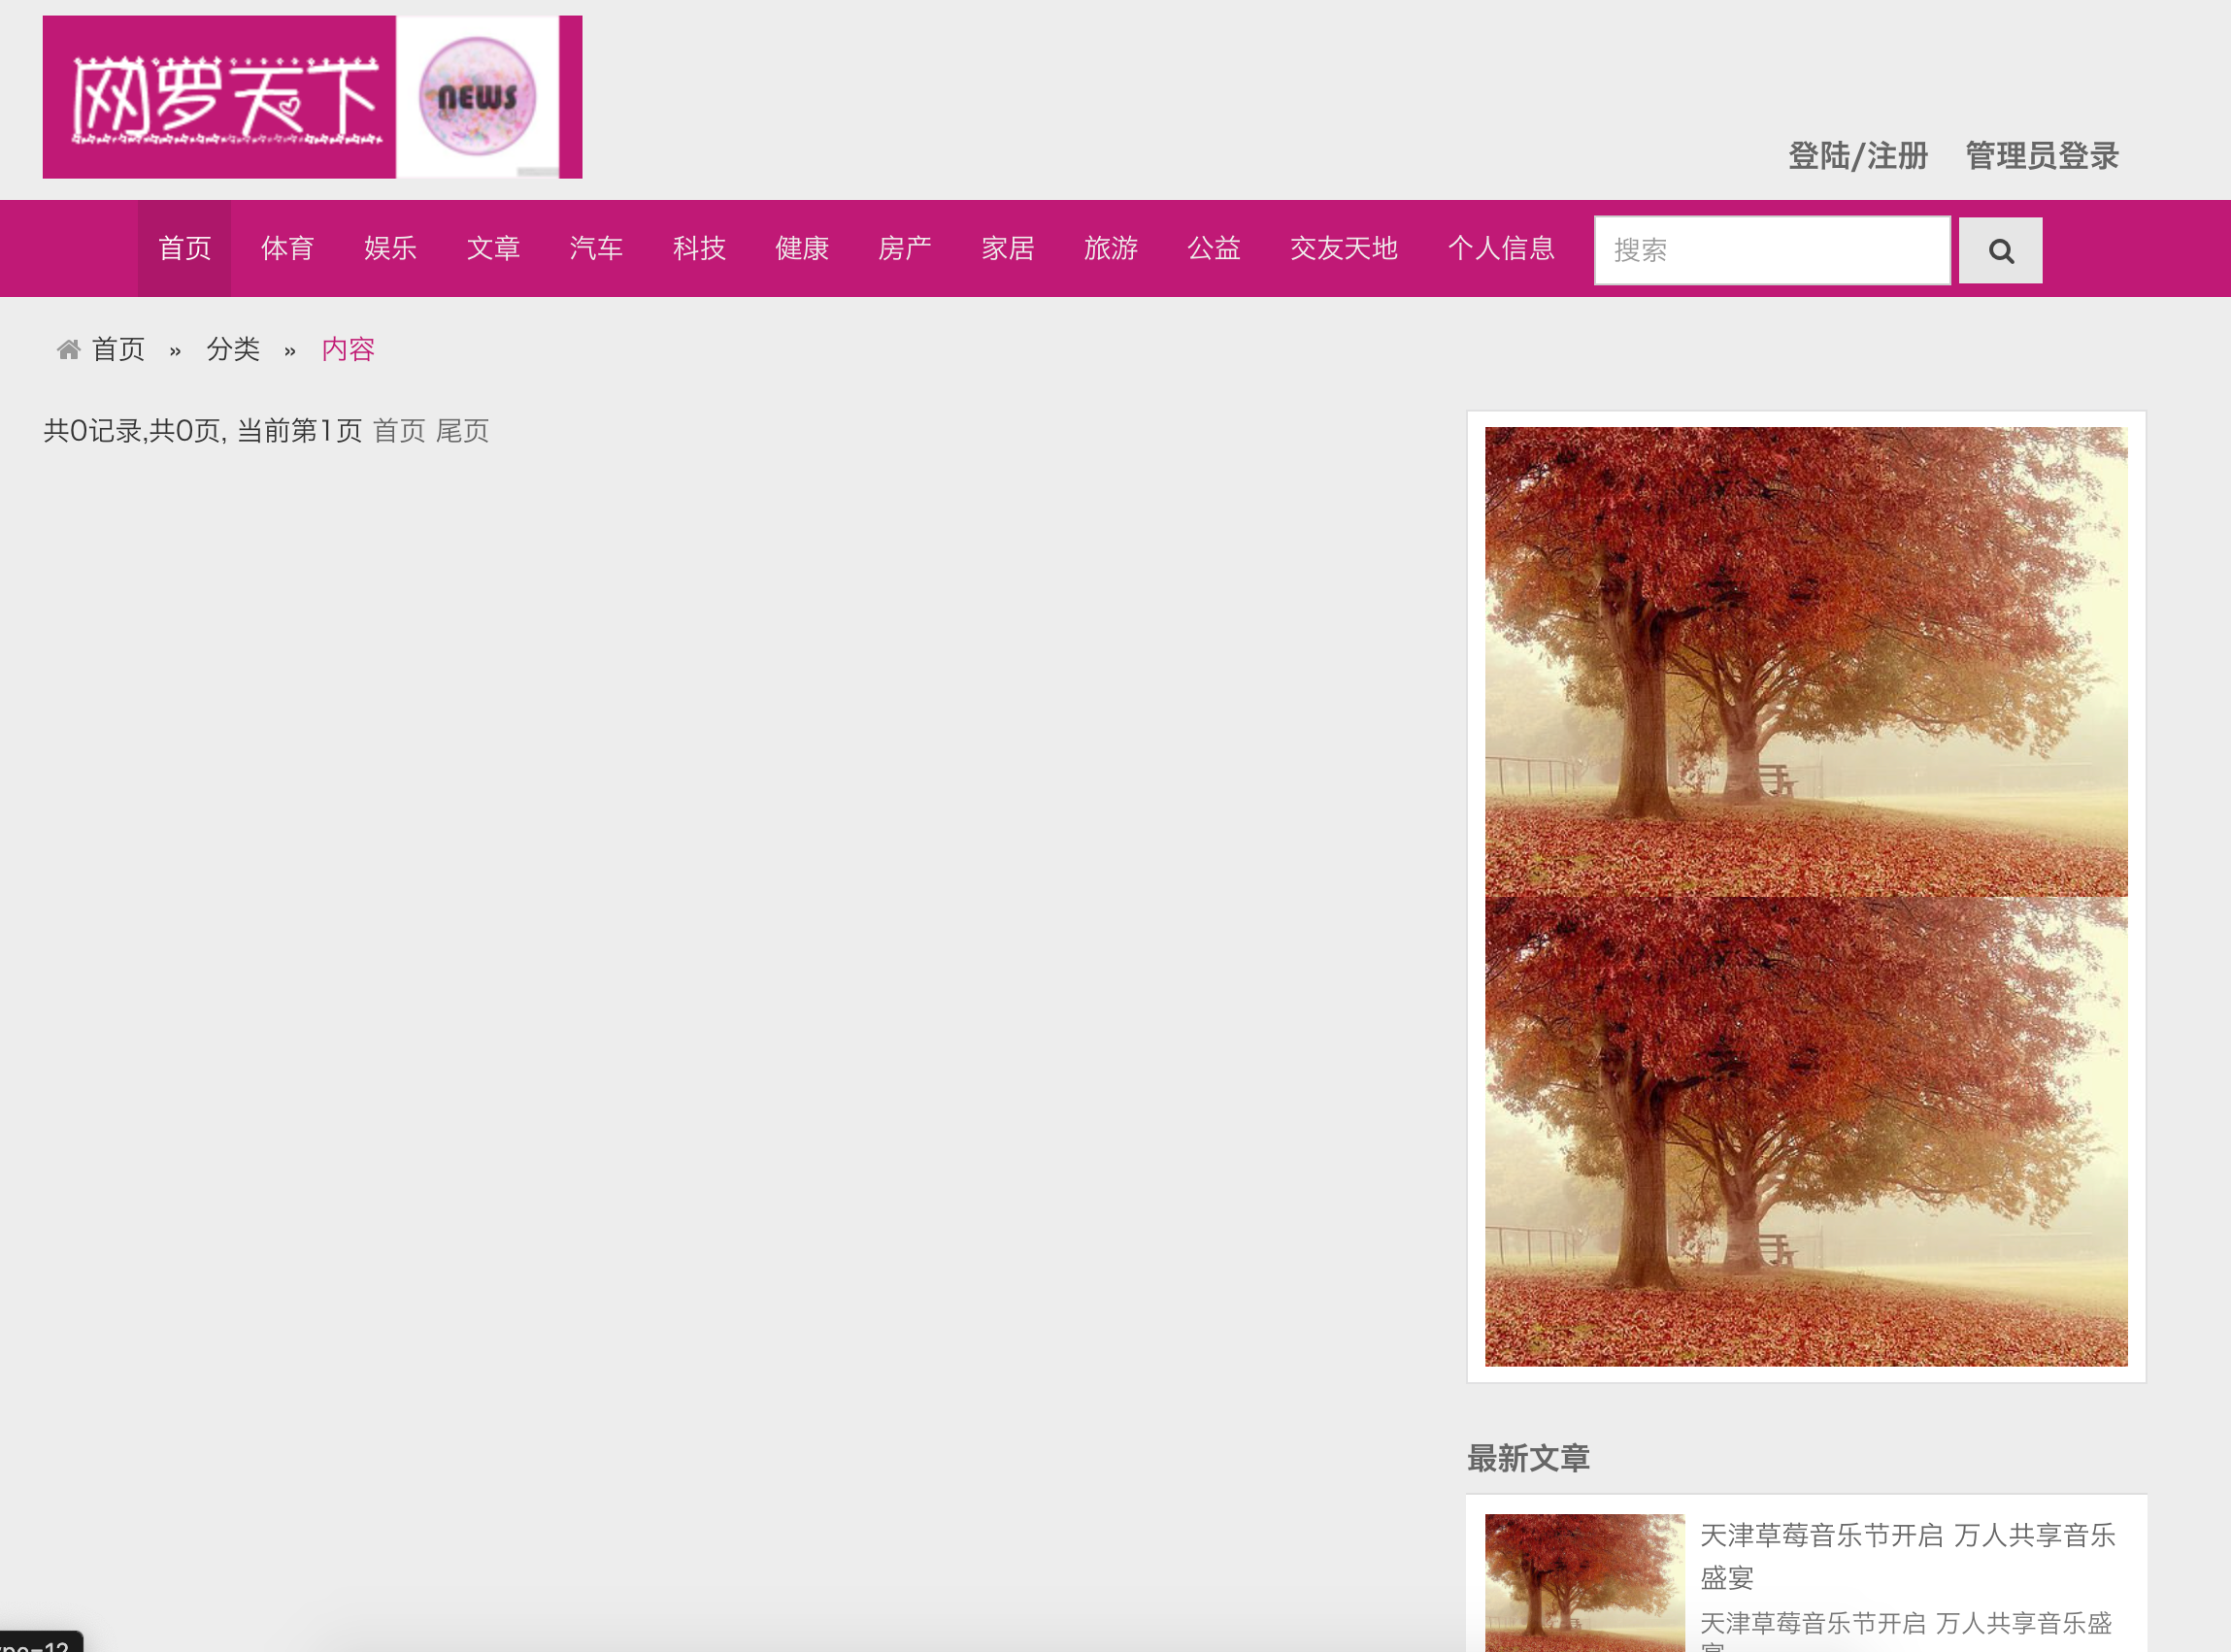 网罗天下
NEWS
登陆/注册 管理员登录
首页 体育 娱乐 文章 汽车 科技 健康 房产 家居 旅游 公益 交友天地 个人信息 搜索
首页 » 分类 » 内容
共0记录,共0页, 当前第1页 首页 尾页
最新文章
天津草莓音乐节开启 万人共享音乐
盛宴
天津草莓音乐节开启 万人共享音乐盛